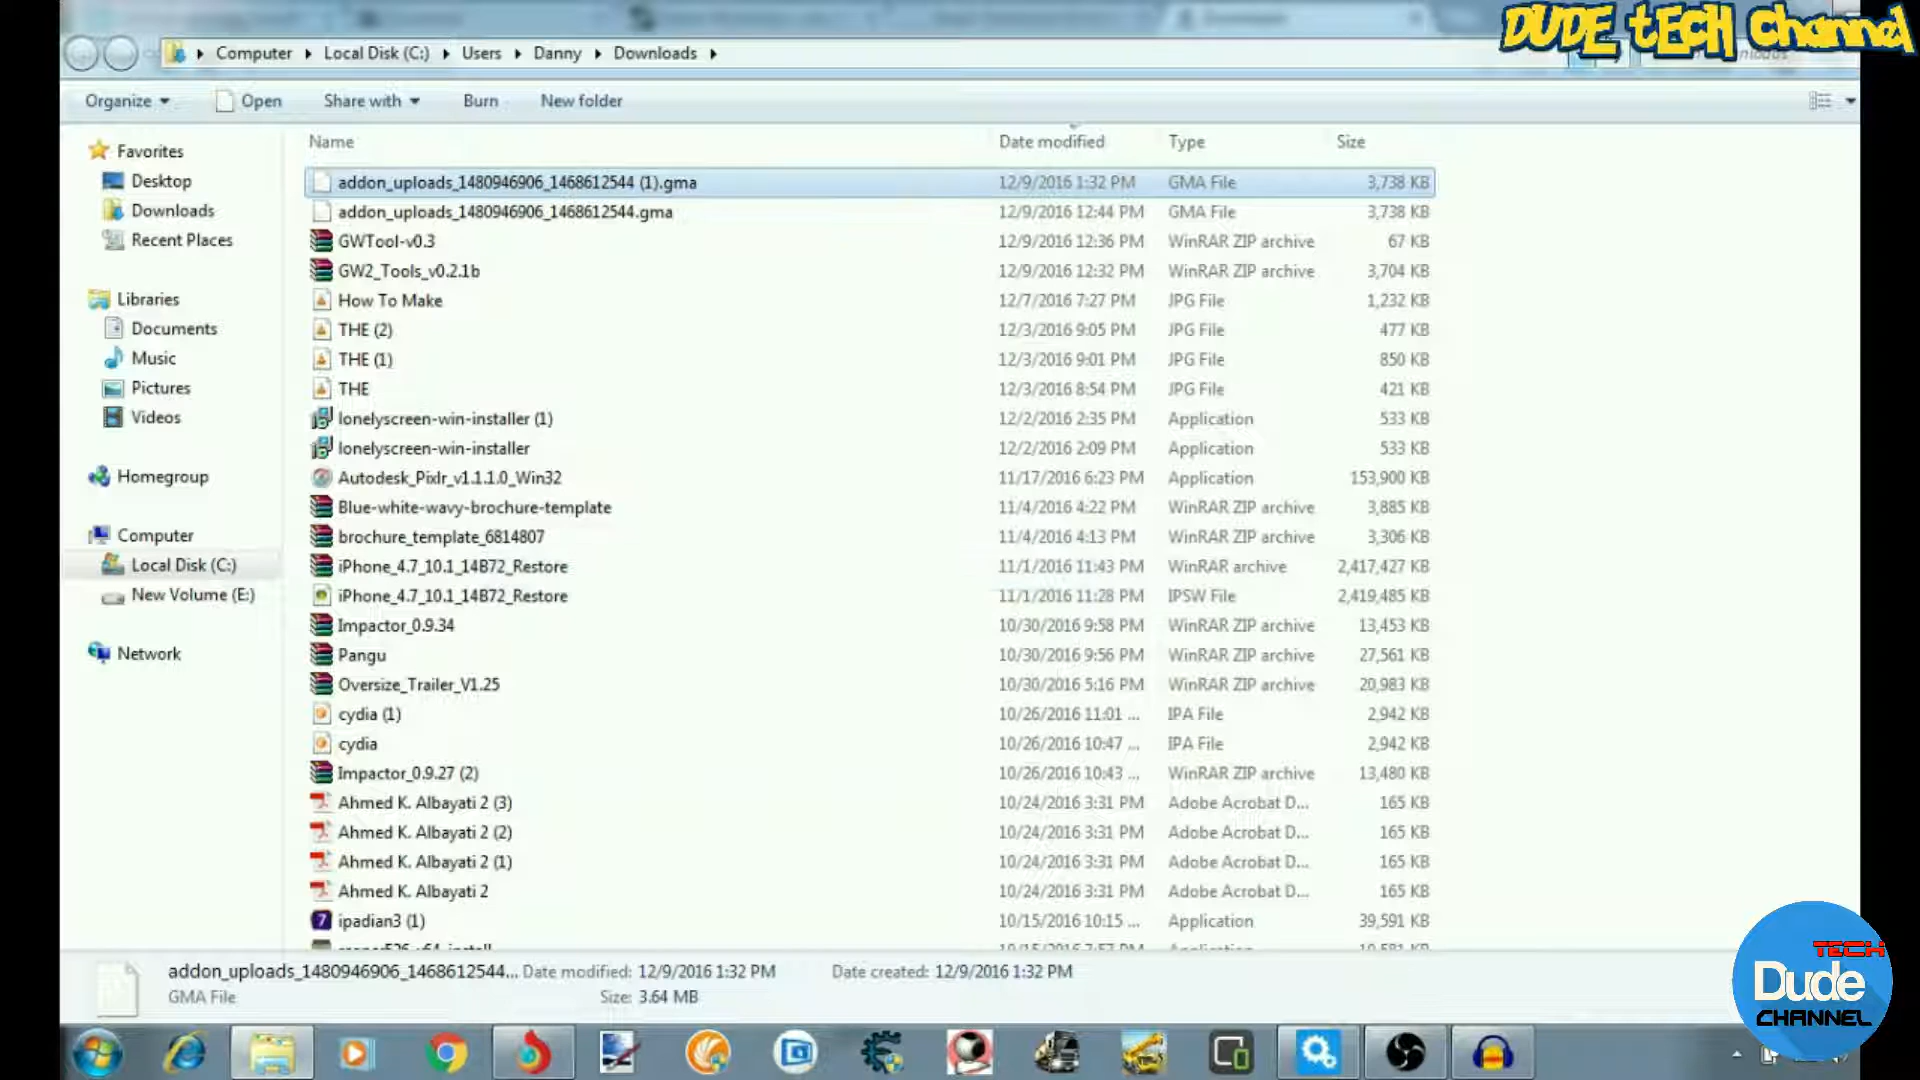 DUDE tECH Channel
Computer ▸ Local Disk (C:) ▸ Users ▸ Danny ▸ Downloads ▸
Organize Open Share with Burn New folder
Name Date modified Type Size
Favorites
Desktop
Downloads
Recent Places
Libraries
Documents
Music
Pictures
Videos
Homegroup
Computer
Local Disk (C:)
New Volume (E:)
Network
addon_uploads_1480946906_1468612544 (1).gma 12/9/2016 1:32 PM GMA File 3,738 KB
addon_uploads_1480946906_1468612544.gma 12/9/2016 12:44 PM GMA File 3,738 KB
GWTool-v0.3 12/9/2016 12:36 PM WinRAR ZIP archive 67 KB
GW2_Tools_v0.2.1b 12/9/2016 12:32 PM WinRAR ZIP archive 3,704 KB
How To Make 12/7/2016 7:27 PM JPG File 1,232 KB
THE (2) 12/3/2016 9:05 PM JPG File 477 KB
THE (1) 12/3/2016 9:01 PM JPG File 850 KB
THE 12/3/2016 8:54 PM JPG File 421 KB
lonelyscreen-win-installer (1) 12/2/2016 2:35 PM Application 533 KB
lonelyscreen-win-installer 12/2/2016 2:09 PM Application 533 KB
Autodesk_Pixlr_v1.1.1.0_Win32 11/17/2016 6:23 PM Application 153,900 KB
Blue-white-wavy-brochure-template 11/4/2016 4:22 PM WinRAR ZIP archive 3,885 KB
brochure_template_6814807 11/4/2016 4:13 PM WinRAR ZIP archive 3,306 KB
iPhone_4.7_10.1_14B72_Restore 11/1/2016 11:43 PM WinRAR archive 2,417,427 KB
iPhone_4.7_10.1_14B72_Restore 11/1/2016 11:28 PM IPSW File 2,419,485 KB
Impactor_0.9.34 10/30/2016 9:58 PM WinRAR ZIP archive 13,453 KB
Pangu 10/30/2016 9:56 PM WinRAR ZIP archive 27,561 KB
Oversize_Trailer_V1.25 10/30/2016 5:16 PM WinRAR ZIP archive 20,983 KB
cydia (1) 10/26/2016 11:01 ... IPA File 2,942 KB
cydia 10/26/2016 10:47 ... IPA File 2,942 KB
Impactor_0.9.27 (2) 10/26/2016 10:43 ... WinRAR ZIP archive 13,480 KB
Ahmed K. Albayati 2 (3) 10/24/2016 3:31 PM Adobe Acrobat D... 165 KB
Ahmed K. Albayati 2 (2) 10/24/2016 3:31 PM Adobe Acrobat D... 165 KB
Ahmed K. Albayati 2 (1) 10/24/2016 3:31 PM Adobe Acrobat D... 165 KB
Ahmed K. Albayati 2 10/24/2016 3:31 PM Adobe Acrobat D... 165 KB
ipadian3 (1) 10/15/2016 10:15 ... Application 39,591 KB
addon_uploads_1480946906_1468612544... Date modified: 12/9/2016 1:32 PM Date created: 12/9/2016 1:32 PM
GMA File Size: 3.64 MB
TECH
Dude
CHANNEL